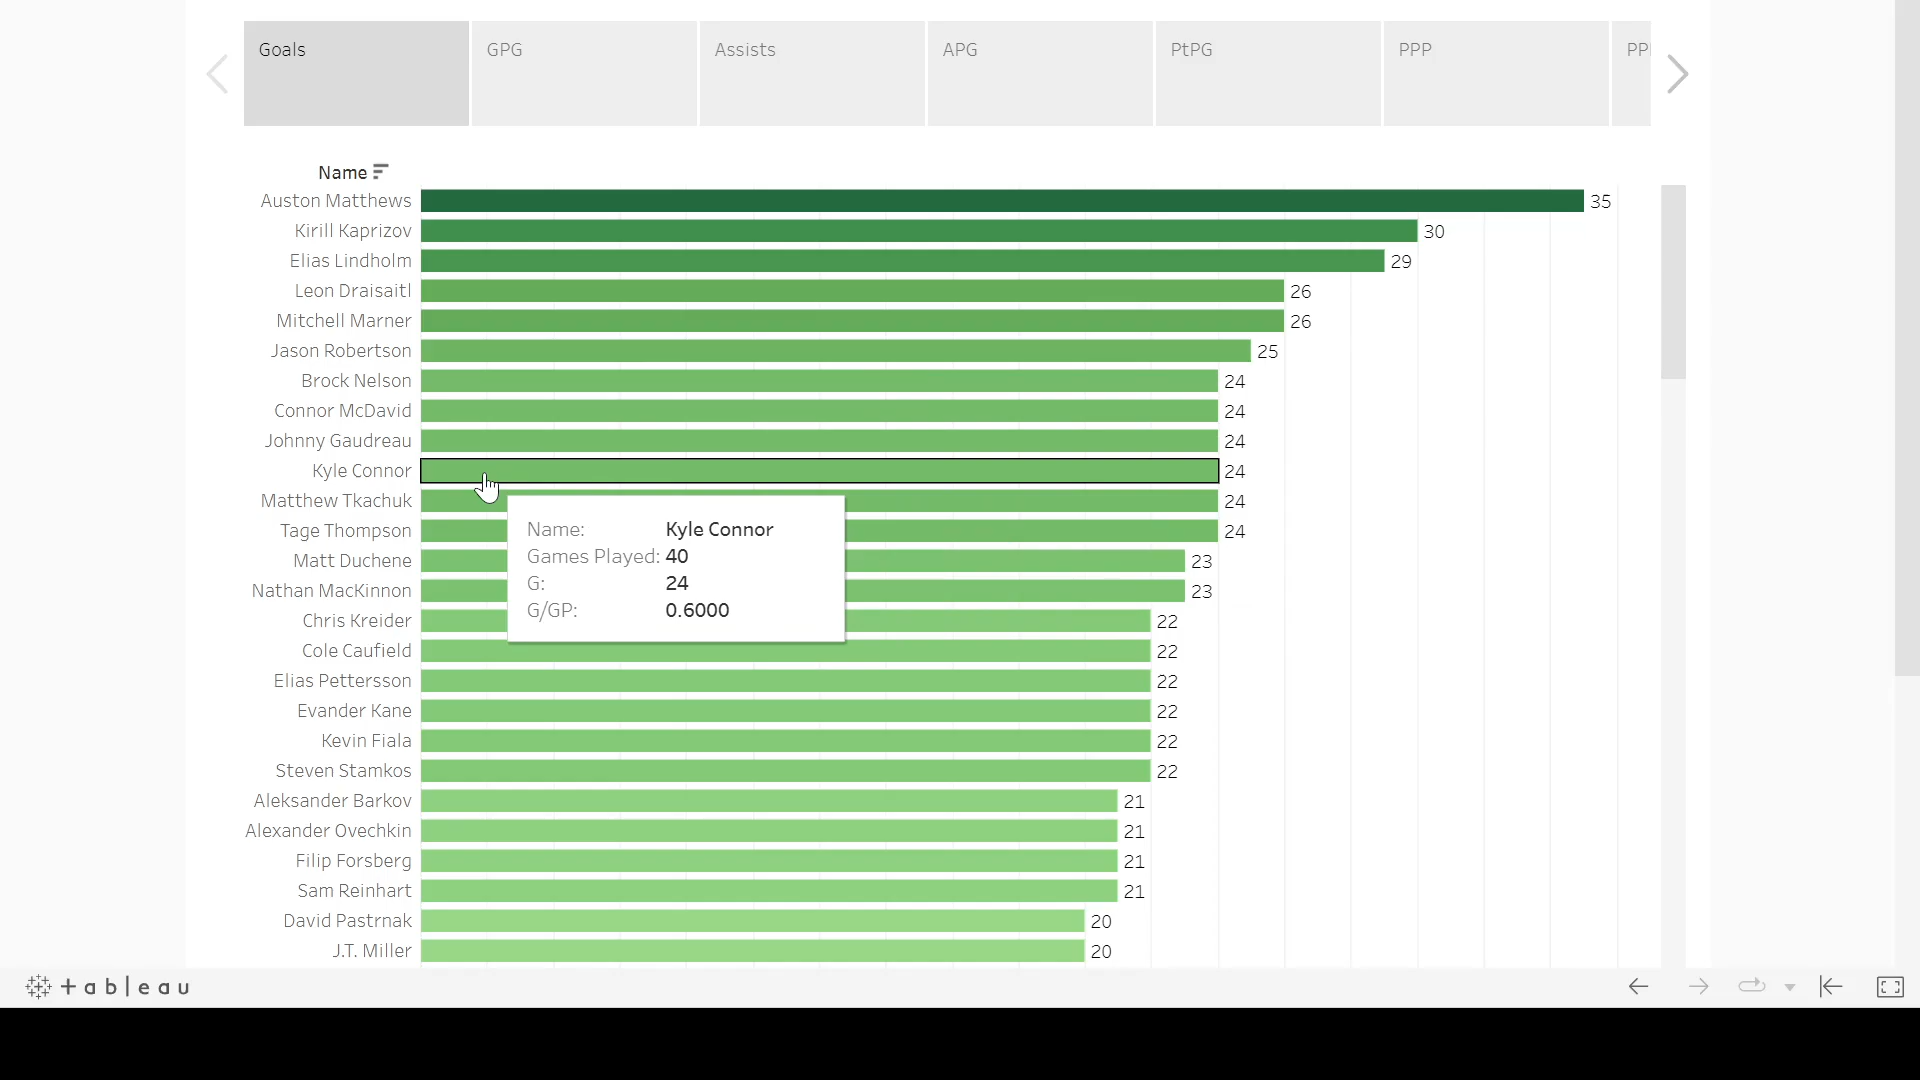 Goals GPG Assists APG PtPG PPP PP
Name
Auston Matthews 35
Kirill Kaprizov 30
Elias Lindholm 29
Leon Draisaitl 26
Mitchell Marner 26
Jason Robertson 25
Brock Nelson 24
Connor McDavid 24
Johnny Gaudreau 24
Kyle Connor 24
Matthew Tkachuk 24
Tage Thompson 24
Matt Duchene 23
Nathan MacKinnon 23
Chris Kreider 22
Cole Caufield 22
Elias Pettersson 22
Evander Kane 22
Kevin Fiala 22
Steven Stamkos 22
Aleksander Barkov 21
Alexander Ovechkin 21
Filip Forsberg 21
Sam Reinhart 21
David Pastrnak 20
J.T. Miller 20
Name: Kyle Connor
Games Played: 40
G: 24
G/GP: 0.6000
+ableau